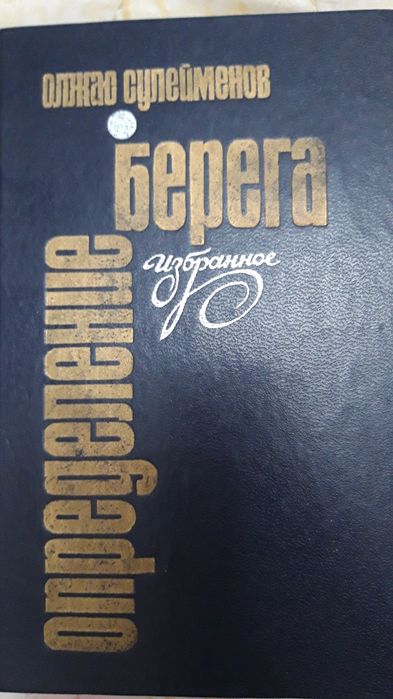 олжас сулейменов
определение
берега
избранное